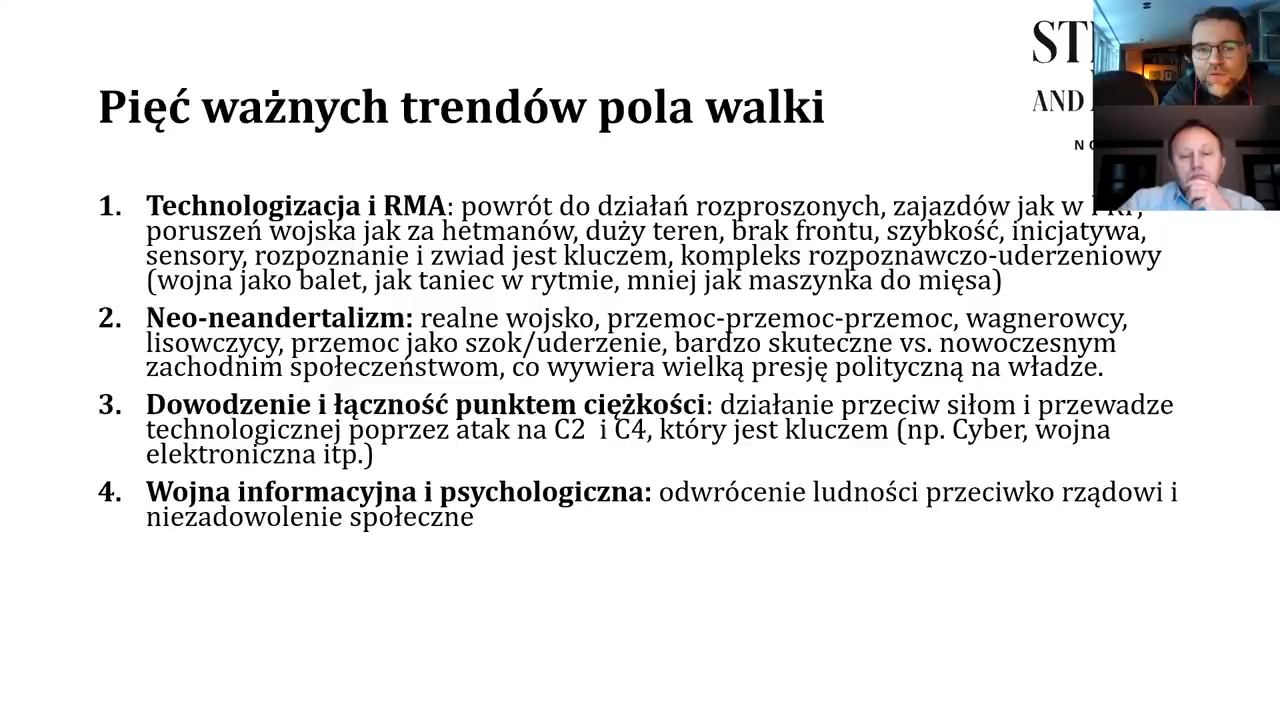 Pięć ważnych trendów pola walki
AND
1. Technologizacja i RMA: powrót do działań rozproszonych, zajazdów jak w
poruszeń wojska jak za hetmanów, duży teren, brak frontu, szybkość, inicjatywa,
sensory, rozpoznanie i zwiad jest kluczem, kompleks rozpoznawczo-uderzeniowy
(wojna jako balet, jak taniec w rytmie, mniej jak maszynka do mięsa)
2. Neo-neandertalizm: realne wojsko, przemoc-przemoc-przemoc, wagnerowcy,
lisowczycy, przemoc jako szok/uderzenie, bardzo skuteczne vs. nowoczesnym
zachodnim społeczeństwom, co wywiera wielką presję polityczną na władze.
3. Dowodzenie i łączność punktem ciężkości: działanie przeciw siłom i przewadze
technologicznej poprzez atak na C2 i C4, który jest kluczem (np. Cyber, wojna
elektroniczna itp.)
4. Wojna informacyjna i psychologiczna: odwrócenie ludności przeciwko rządowi i
niezadowolenie społeczne